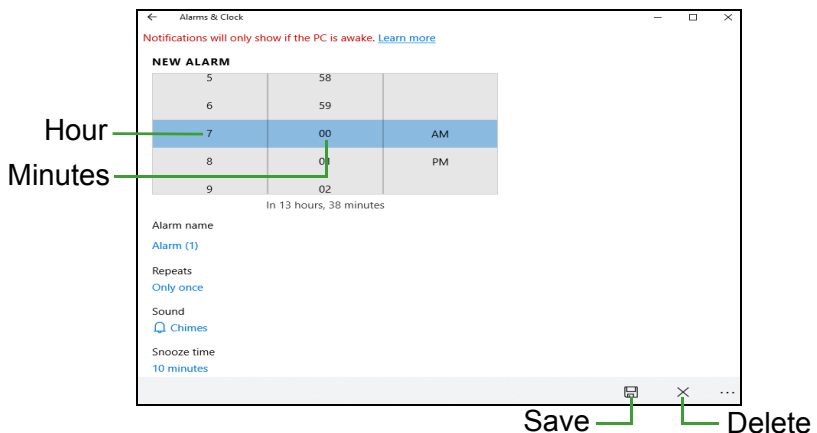 Alarms & Clock
Notifications will only show if the PC is awake. Learn more
NEW ALARM
5 58
6 59
Hour 7 00 AM
8 01 PM
Minutes
9 02
In 13 hours, 38 minutes
Alarm name
Alarm (1)
Repeats
Only once
Sound
Chimes
Snooze time
10 minutes
Save Delete